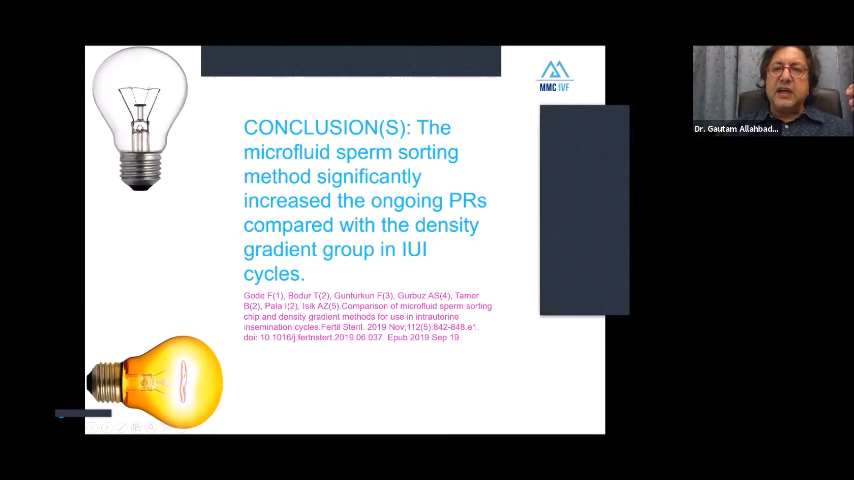 MMC IVF
CONCLUSION(S): The
microfluid sperm sorting
method significantly
increased the ongoing PRs
compared with the density
gradient group in IUI
cycles.
Gode F(1), Bodur T(2), Gunturkun F(3), Gurbuz AS(4), Tamer
B(2), Pala I(2), Isik AZ(5).Comparison of microfluid sperm sorting
chip and density gradient methods for use in intrauterine
insemination cycles.Fertil Steril. 2019 Nov;112(5):842-848.e1.
doi: 10.1016/j.fertnstert.2019.06.037. Epub 2019 Sep 19.
Dr. Gautam Allahbad...